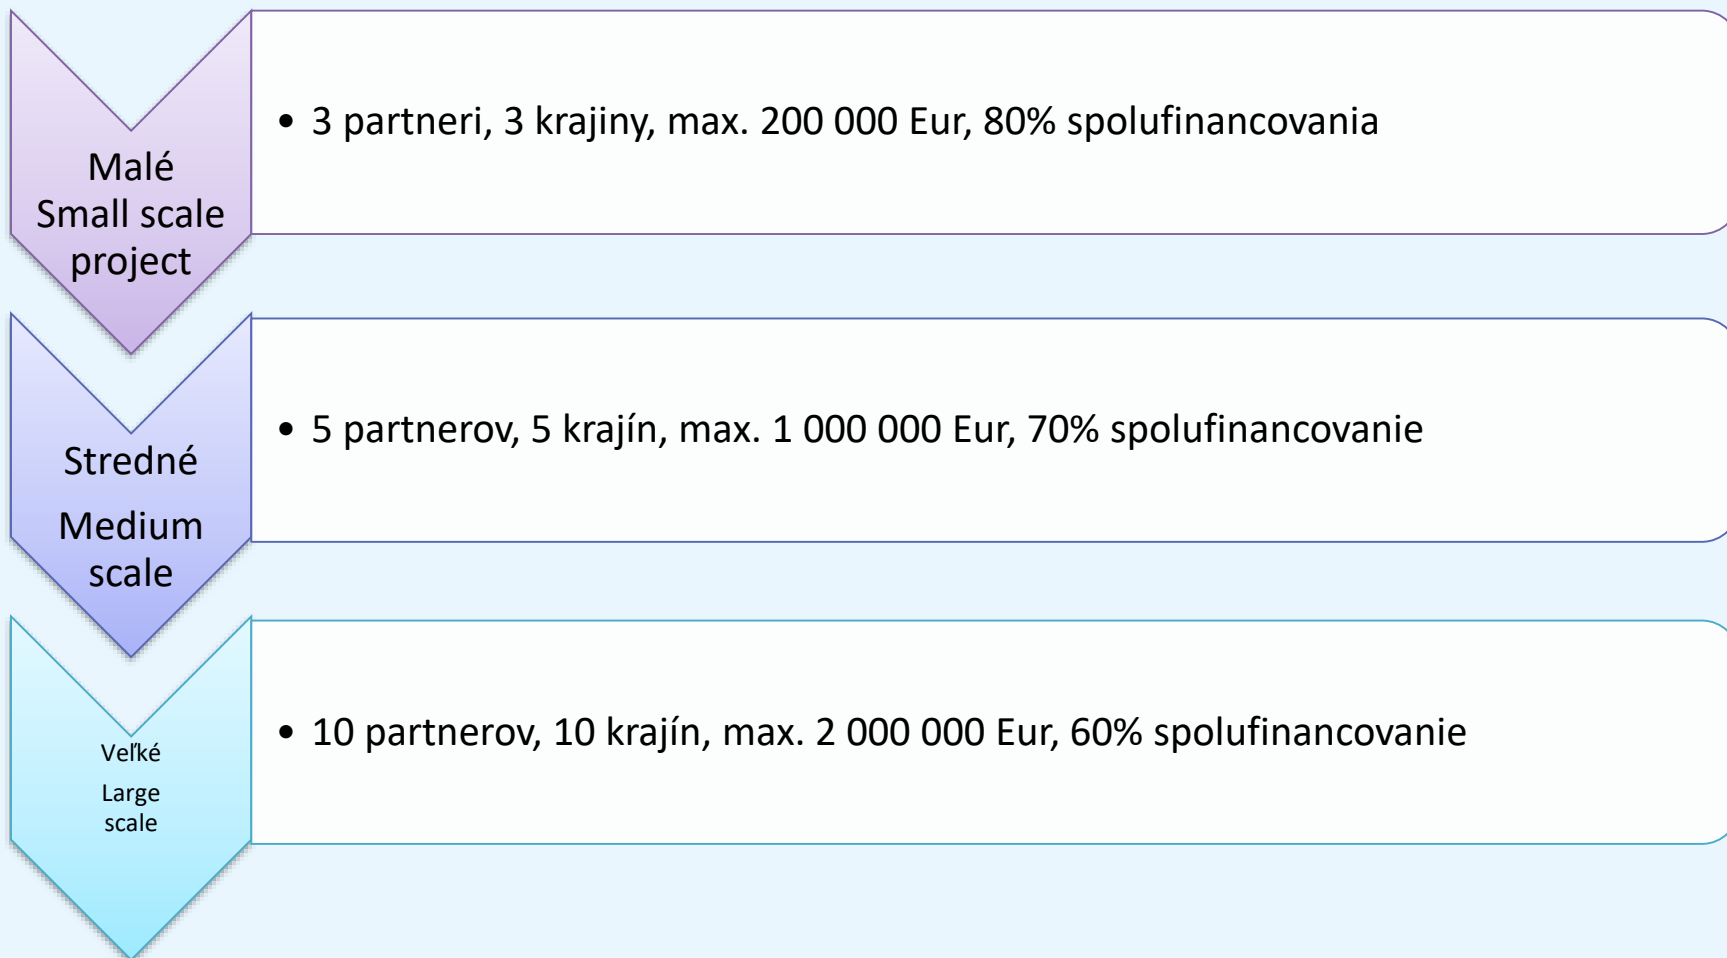 Malé
Small scale
project
• 3 partneri, 3 krajiny, max. 200 000 Eur, 80% spolufinancovania
Stredné
Medium
scale
• 5 partnerov, 5 krajín, max. 1 000 000 Eur, 70% spolufinancovanie
Veľké
Large
scale
• 10 partnerov, 10 krajín, max. 2 000 000 Eur, 60% spolufinancovanie